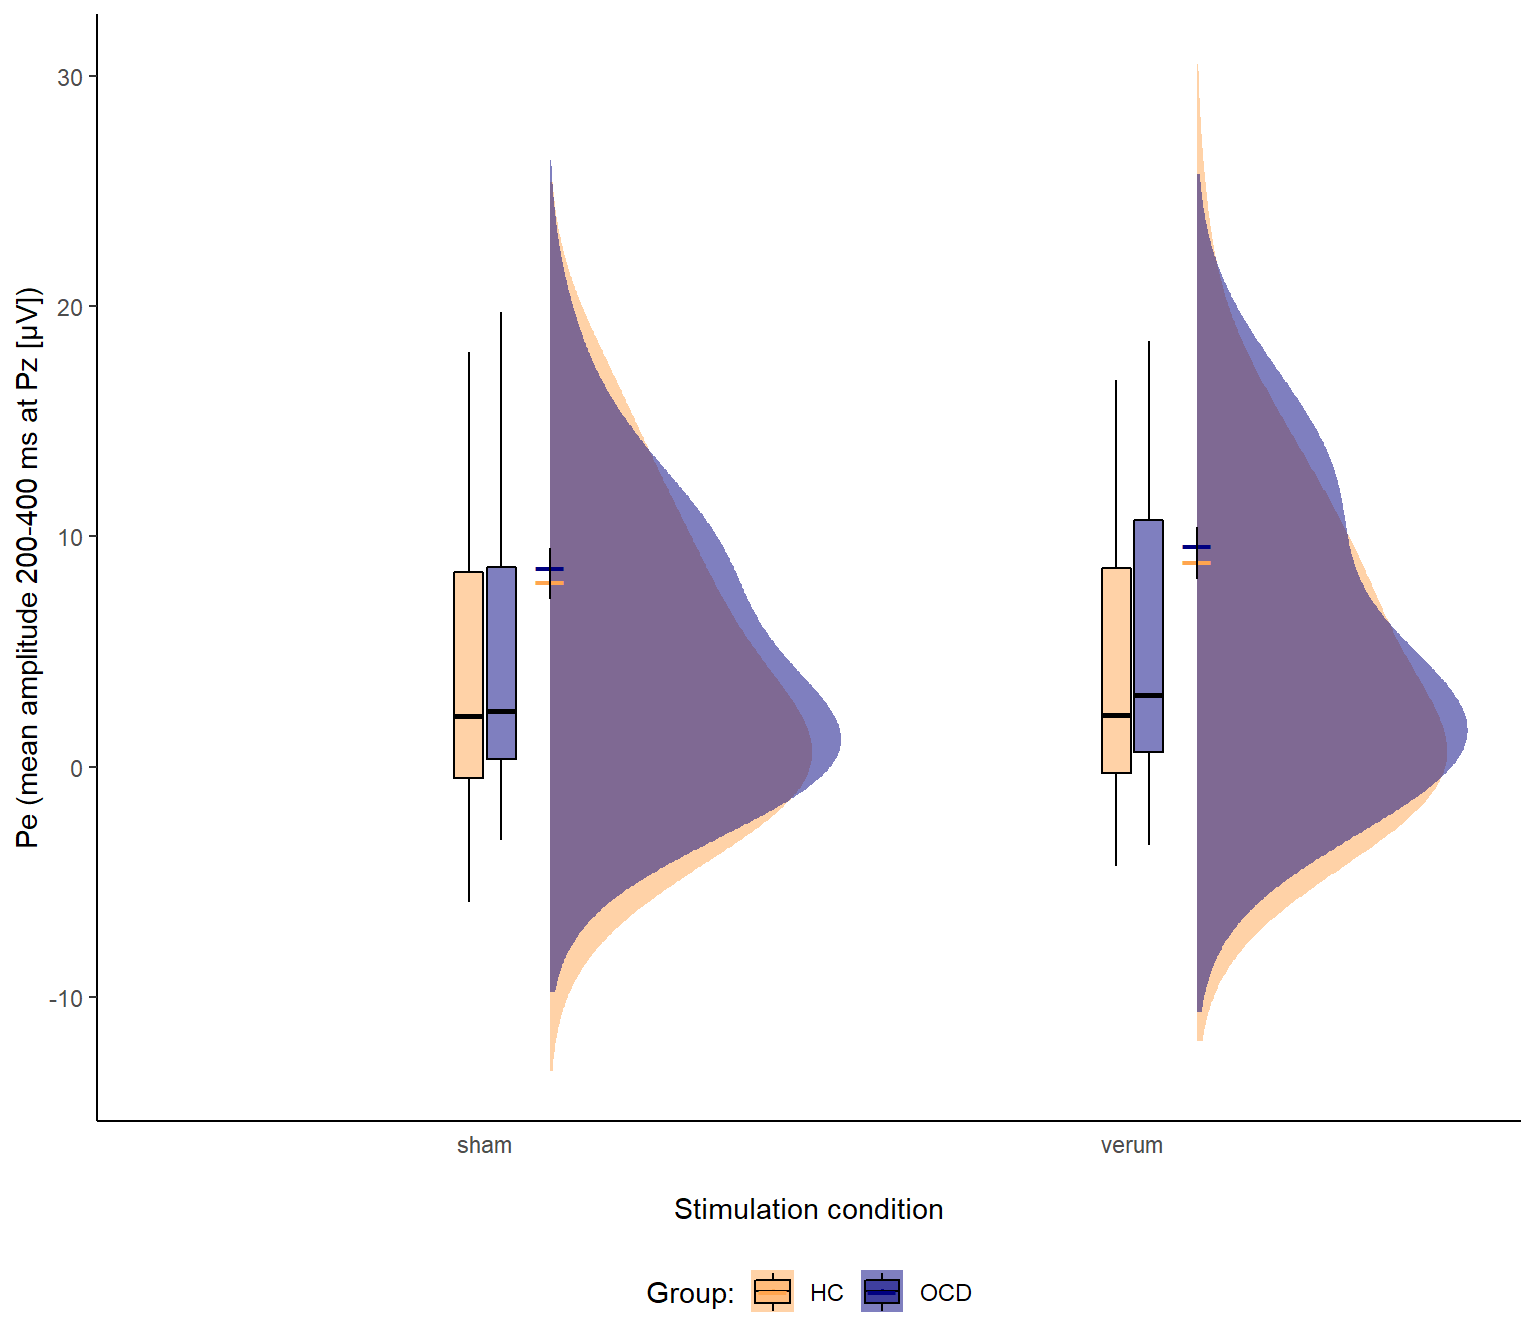 Pe (mean amplitude 200-400 ms at Pz [µV])
30
20
10
0
-10
sham verum
Stimulation condition
Group: HC OCD